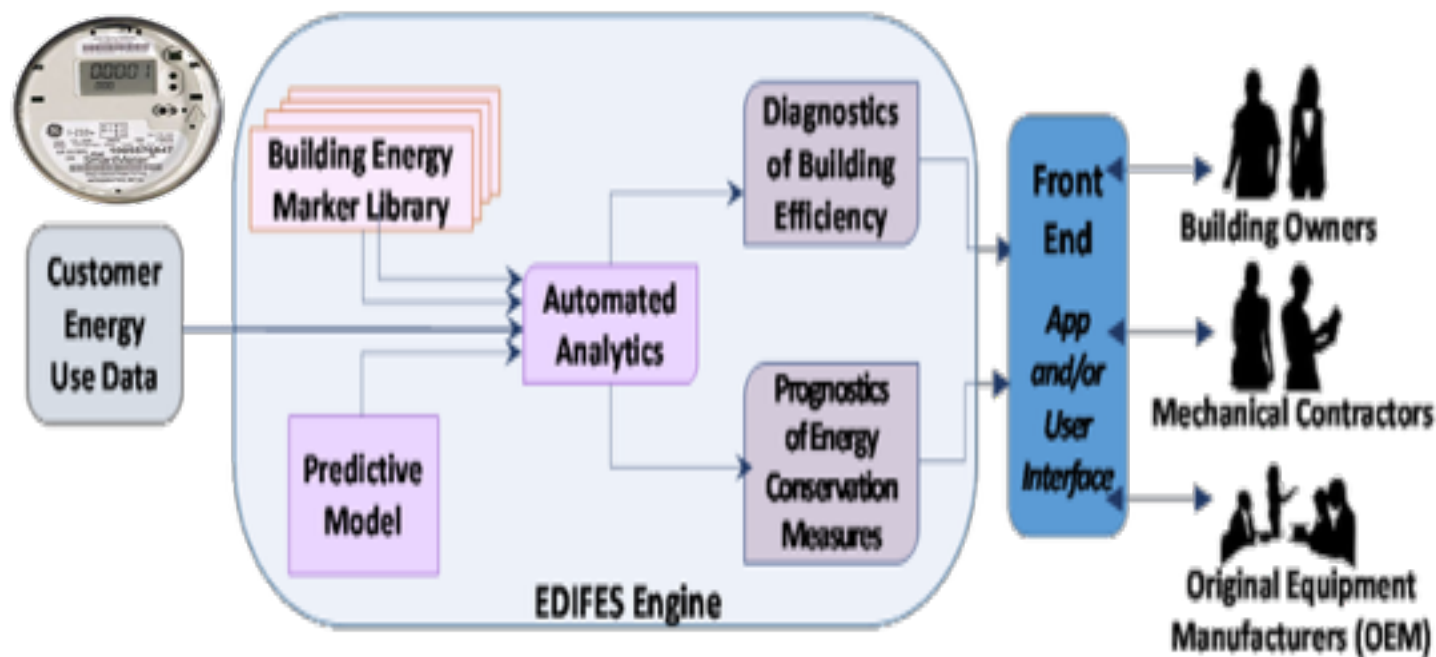 00001
Building Energy
Marker Library
Customer
Energy
Use Data
Predictive
Model
Automated
Analytics
Diagnostics
of Building
Efficiency
Prognostics
of Energy
Conservation
Measures
EDIFES Engine
Front
End
App
and/or
User
Interface
Building Owners
Mechanical Contractors
Original Equipment
Manufacturers (OEM)